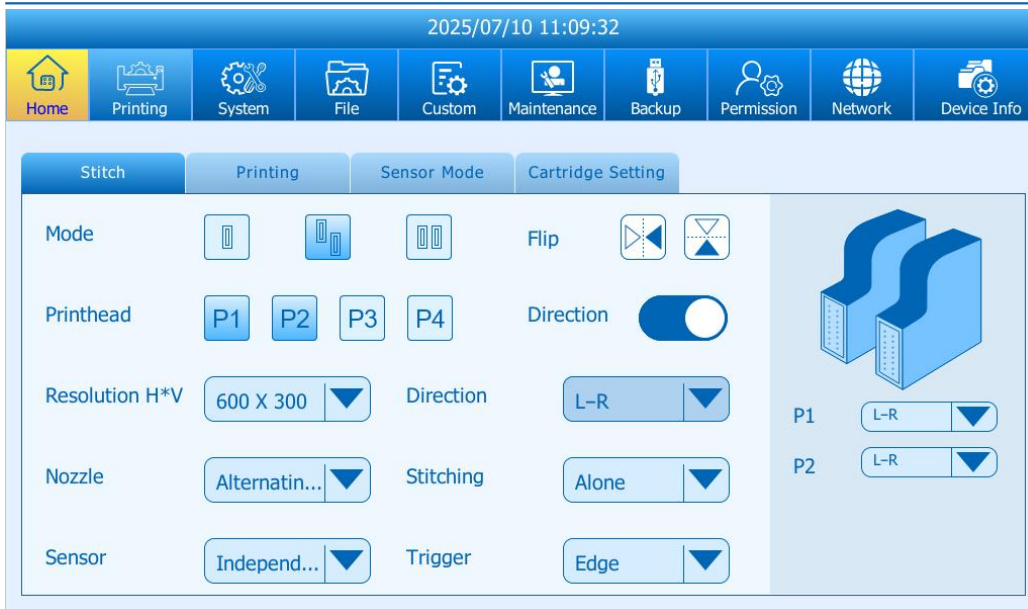 2025/07/10 11:09:32
Home Printing System File Custom Maintenance Backup Permission Network Device Info
Stitch Printing Sensor Mode Cartridge Setting
Mode Flip
Printhead P1 P2 P3 P4 Direction
Resolution H*V 600 X 300 Direction L-R
P1 L-R
Nozzle Alternatin... Stitching Alone
P2 L-R
Sensor Independ... Trigger Edge